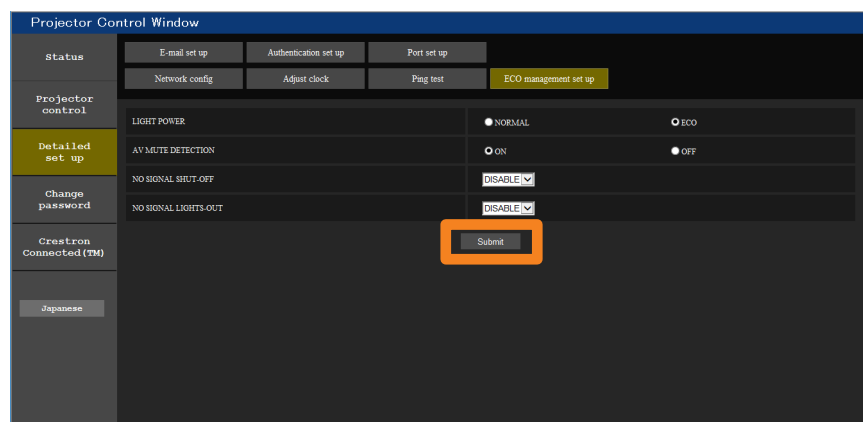 Projector Control Window
Status
Projector
control
Detailed
set up
Change
password
Crestron
Connected(TM)
Japanese
E-mail set up
Authentication set up
Port set up
Network config
Adjust clock
Ping test
ECO management set up
LIGHT POWER
NORMAL
ECO
AV MUTE DETECTION
ON
OFF
NO SIGNAL SHUT-OFF
DISABLE
NO SIGNAL LIGHTS-OUT
DISABLE
Submit